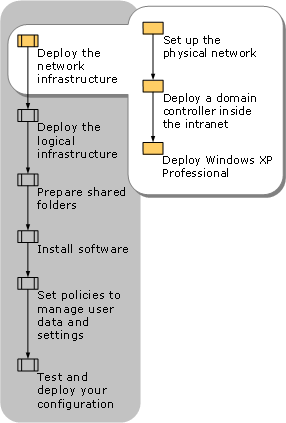 Deploy the
network
infrastructure
Deploy the
logical
infrastructure
Prepare shared
folders
Install software
Set policies to
manage user
data and
settings
Test and
deploy your
configuration
Set up the
physical network
Deploy a domain
controller inside
the intranet
Deploy Windows XP
Professional